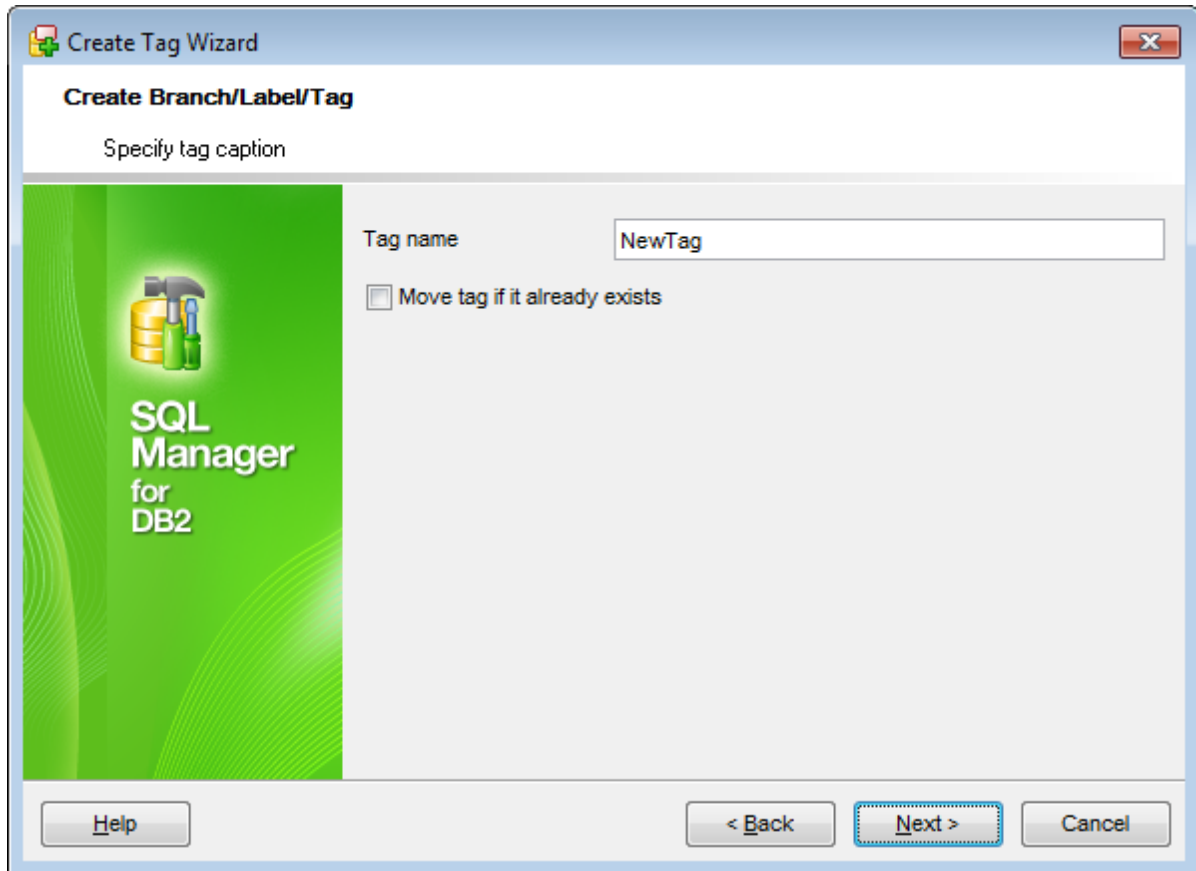 Create Tag Wizard
Create Branch/Label/Tag
Specify tag caption
Tag name
NewTag
Move tag if it already exists
SQL
Manager
for
DB2
Help
< Back
Next >
Cancel